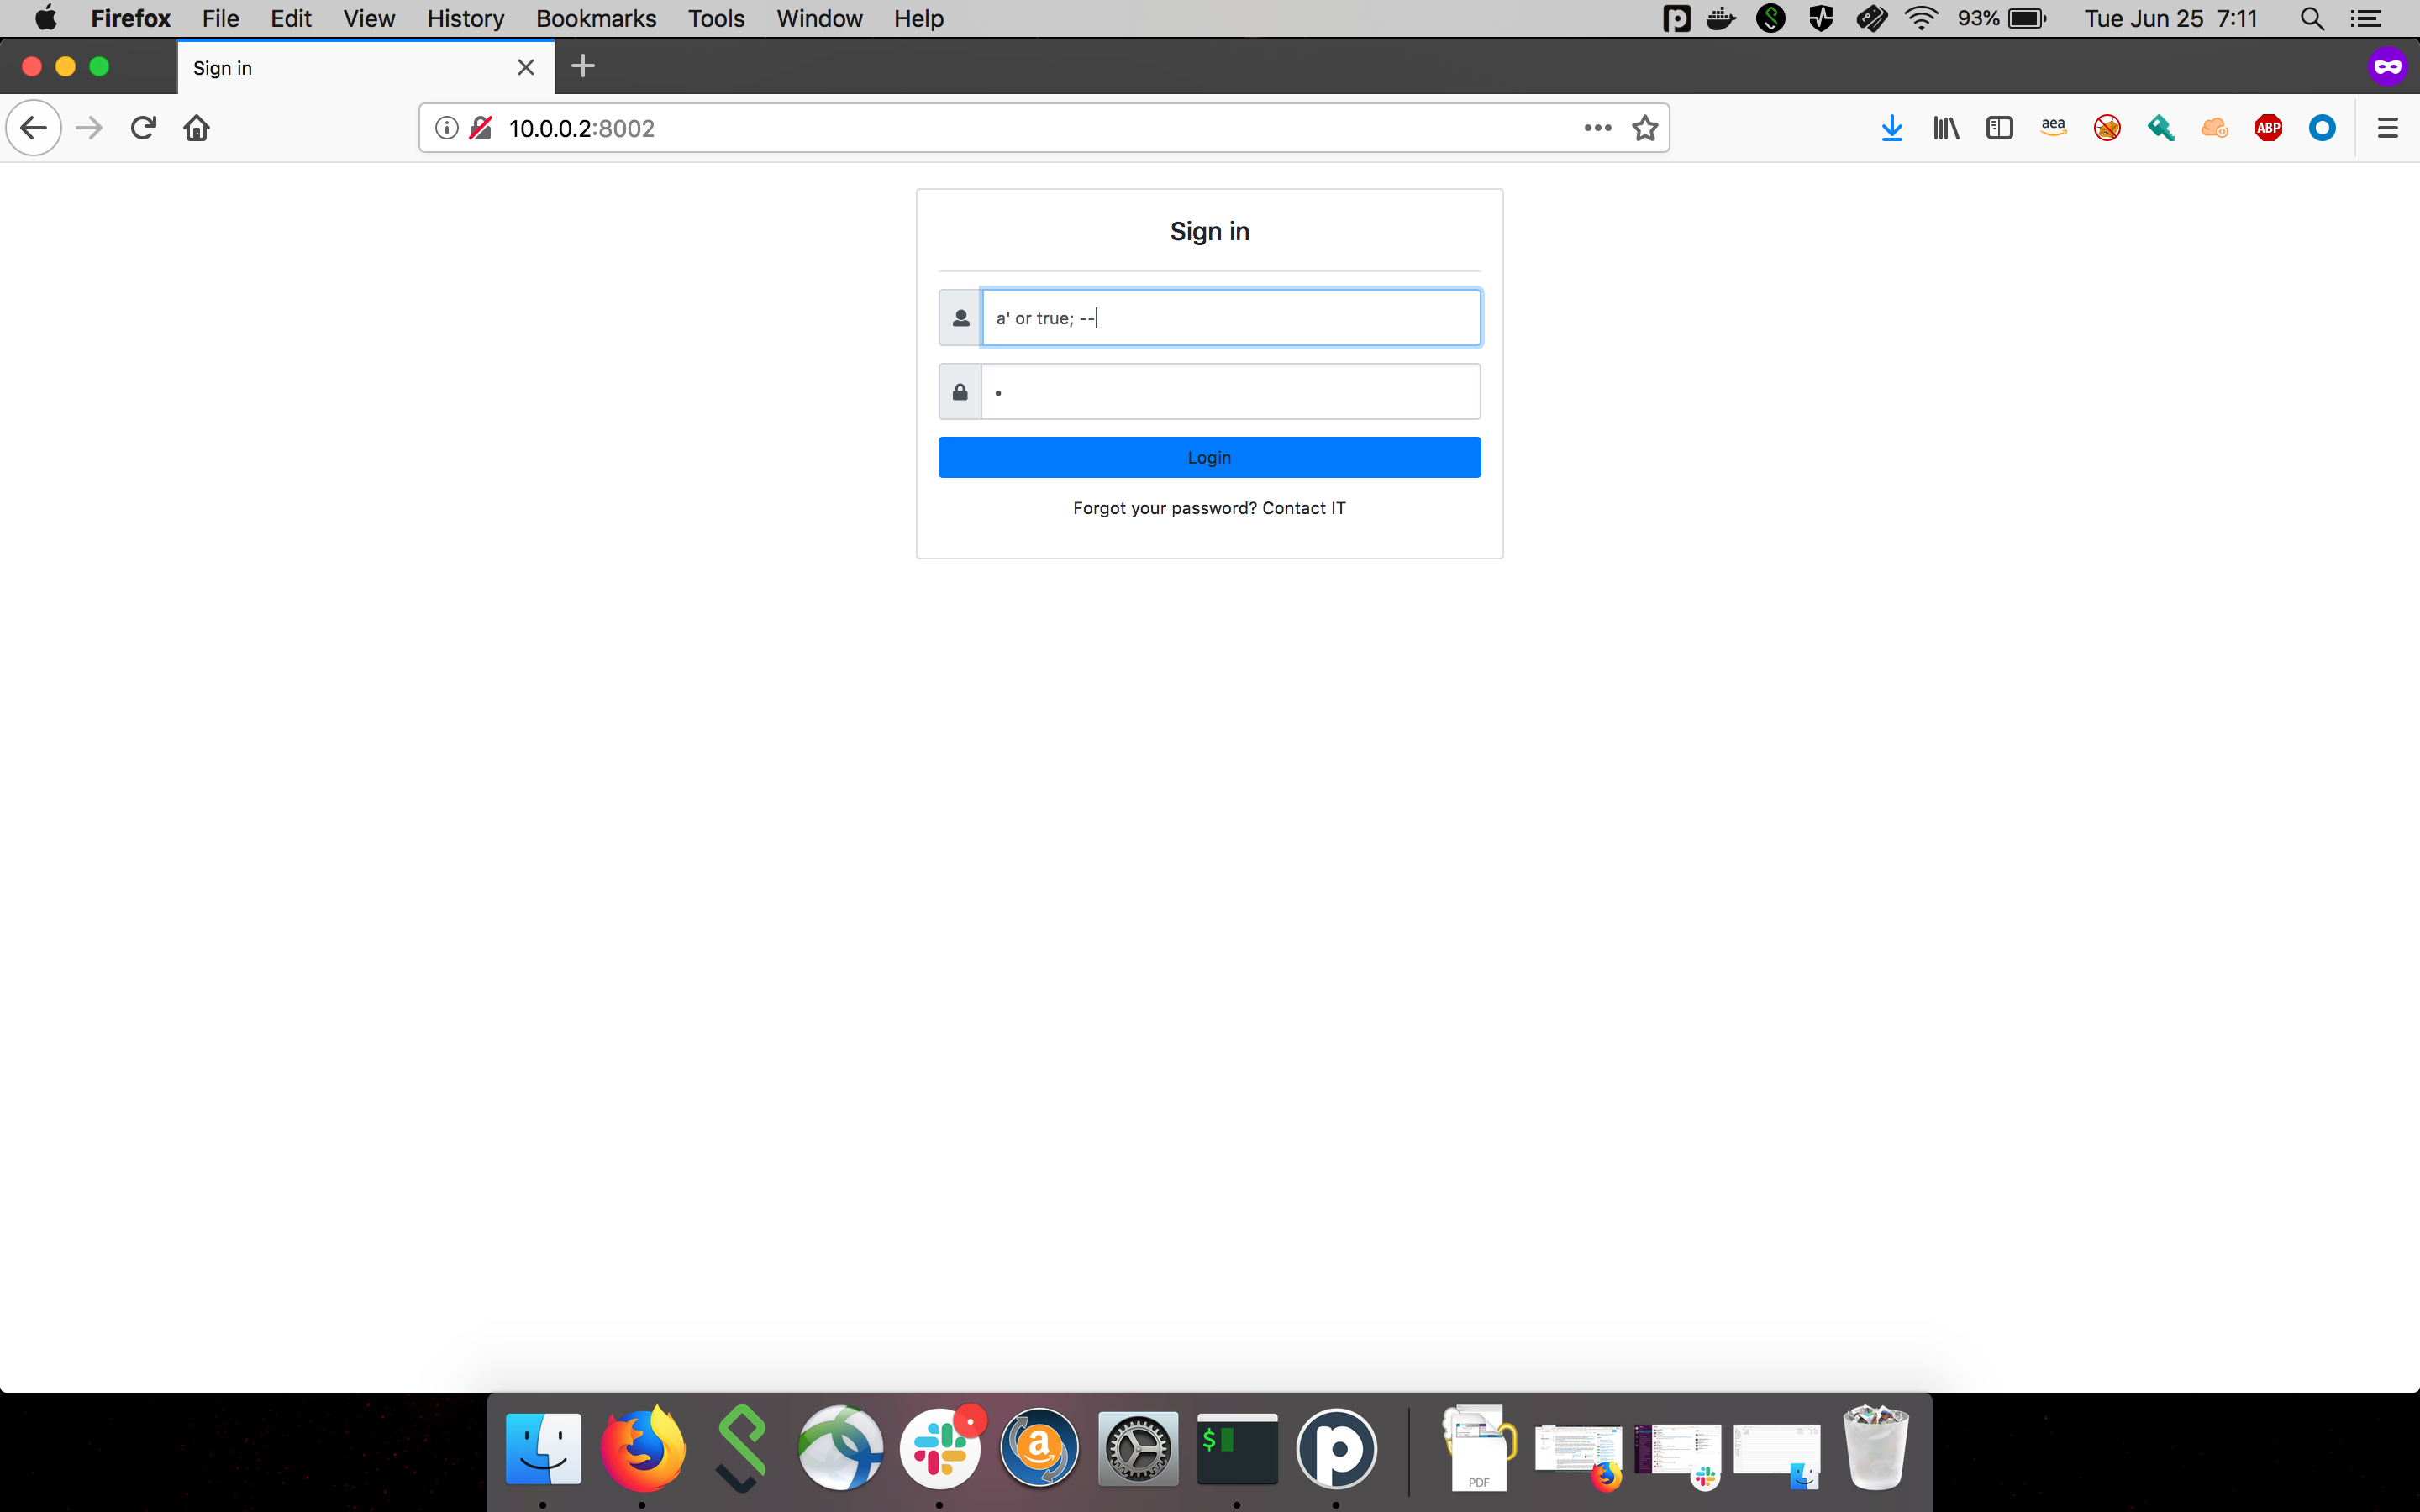 Firefox File Edit View History Bookmarks Tools Window Help 93% Tue Jun 25 7:11
Sign in
10.0.0.2:8002
aea
ABP
Sign in
a' or true; --
Login
Forgot your password? Contact IT
$
PDF